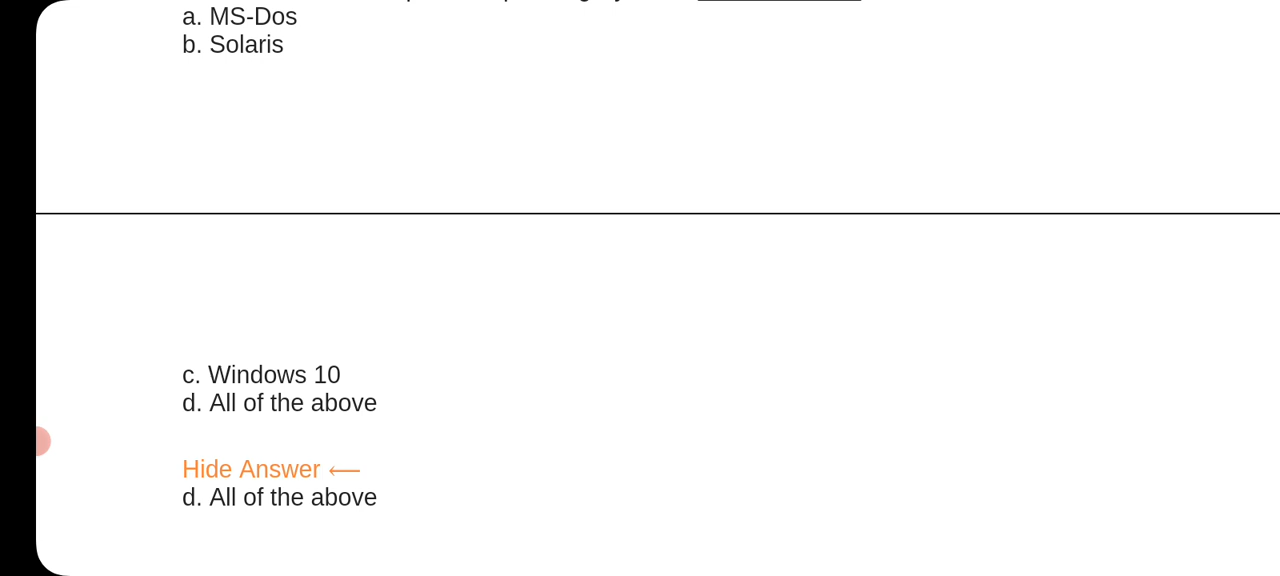 a. MS-Dos
b. Solaris
c. Windows 10
d. All of the above
Hide Answer ⟵
d. All of the above